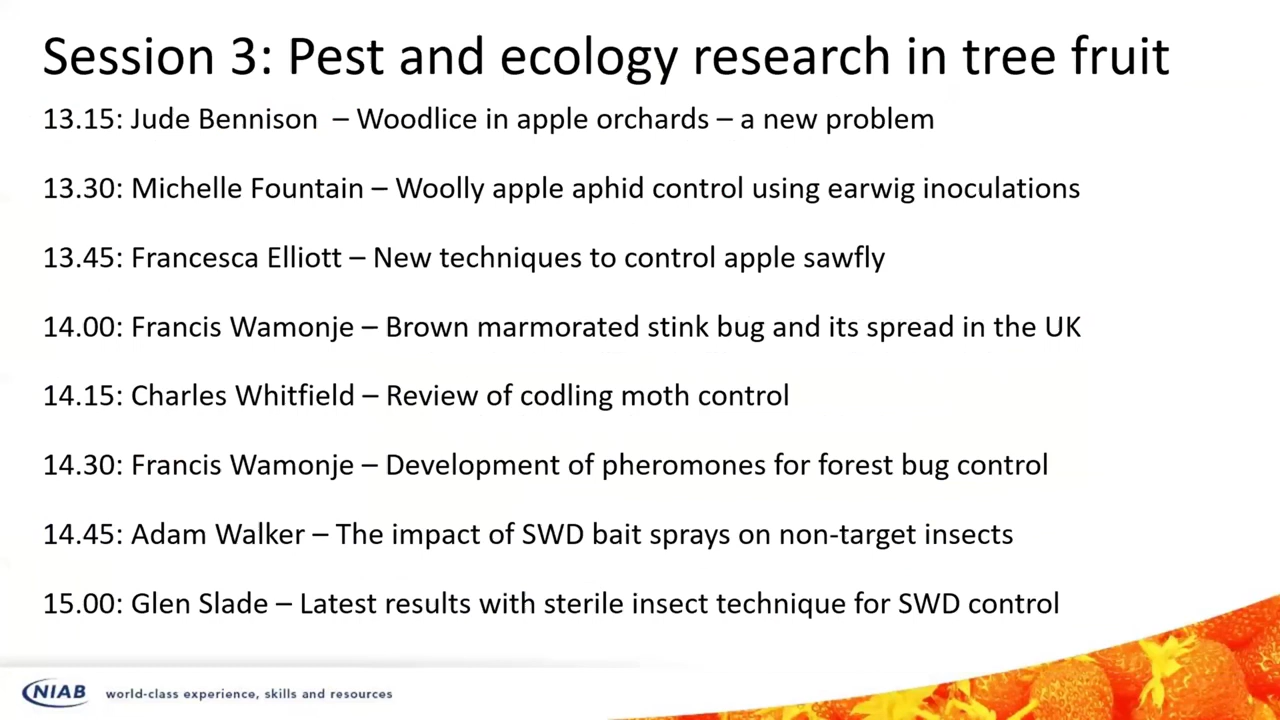 Session 3: Pest and ecology research in tree fruit
13.15: Jude Bennison – Woodlice in apple orchards – a new problem
13.30: Michelle Fountain – Woolly apple aphid control using earwig inoculations
13.45: Francesca Elliott – New techniques to control apple sawfly
14.00: Francis Wamonje – Brown marmorated stink bug and its spread in the UK
14.15: Charles Whitfield – Review of codling moth control
14.30: Francis Wamonje – Development of pheromones for forest bug control
14.45: Adam Walker – The impact of SWD bait sprays on non-target insects
15.00: Glen Slade – Latest results with sterile insect technique for SWD control
NIAB world-class experience, skills and resources